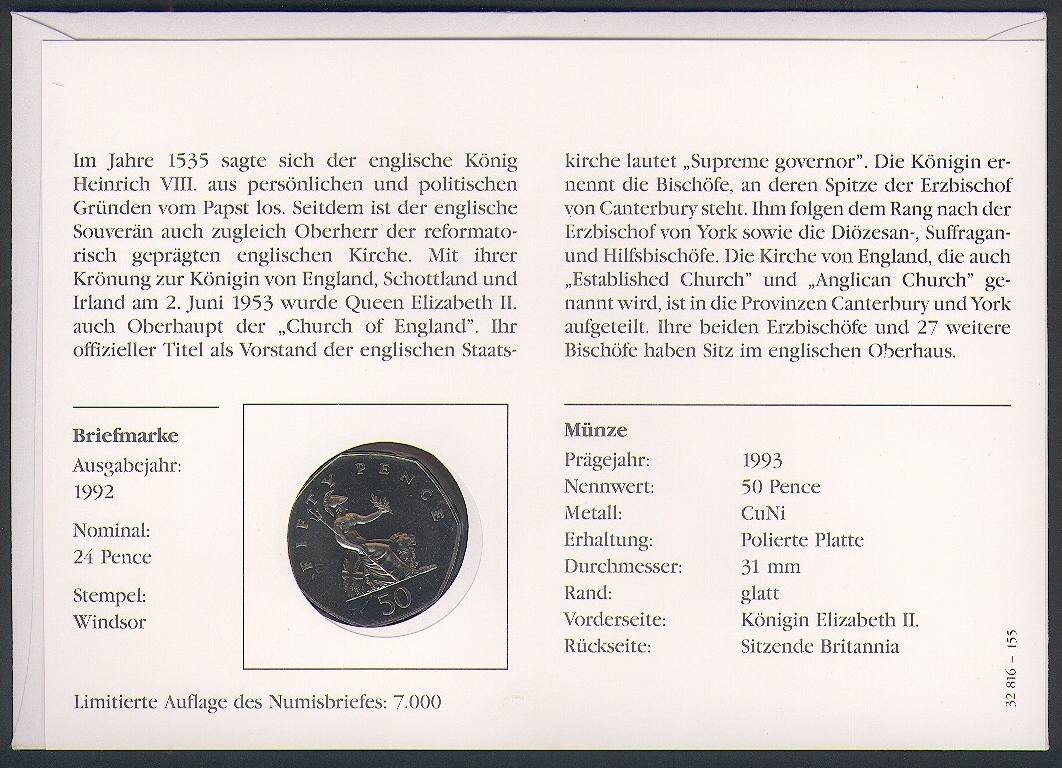 Im Jahre 1535 sagte sich der englische König
Heinrich VIII. aus persönlichen und politischen
Gründen vom Papst los. Seitdem ist der englische
Souverän auch zugleich Oberherr der reformato-
risch geprägten englischen Kirche. Mit ihrer
Krönung zur Königin von England, Schottland und
Irland am 2. Juni 1953 wurde Queen Elizabeth II.
auch Oberhaupt der „Church of England”. Ihr
offizieller Titel als Vorstand der englischen Staats-
kirche lautet „Supreme governor”. Die Königin er-
nennt die Bischöfe, an deren Spitze der Erzbischof
von Canterbury steht. Ihm folgen dem Rang nach der
Erzbischof von York sowie die Diözesan-, Suffragan-
und Hilfsbischöfe. Die Kirche von England, die auch
„Established Church” und „Anglican Church” ge-
nannt wird, ist in die Provinzen Canterbury und York
aufgeteilt. Ihre beiden Erzbischöfe und 27 weitere
Bischöfe haben Sitz im englischen Oberhaus.
Briefmarke
Ausgabejahr:
1992
Nominal:
24 Pence
Stempel:
Windsor
FIFTY PENCE
50
Münze
Prägejahr: 1993
Nennwert: 50 Pence
Metall: CuNi
Erhaltung: Polierte Platte
Durchmesser: 31 mm
Rand: glatt
Vorderseite: Königin Elizabeth II.
Rückseite: Sitzende Britannia
Limitierte Auflage des Numisbriefes: 7.000
32 816 – 155